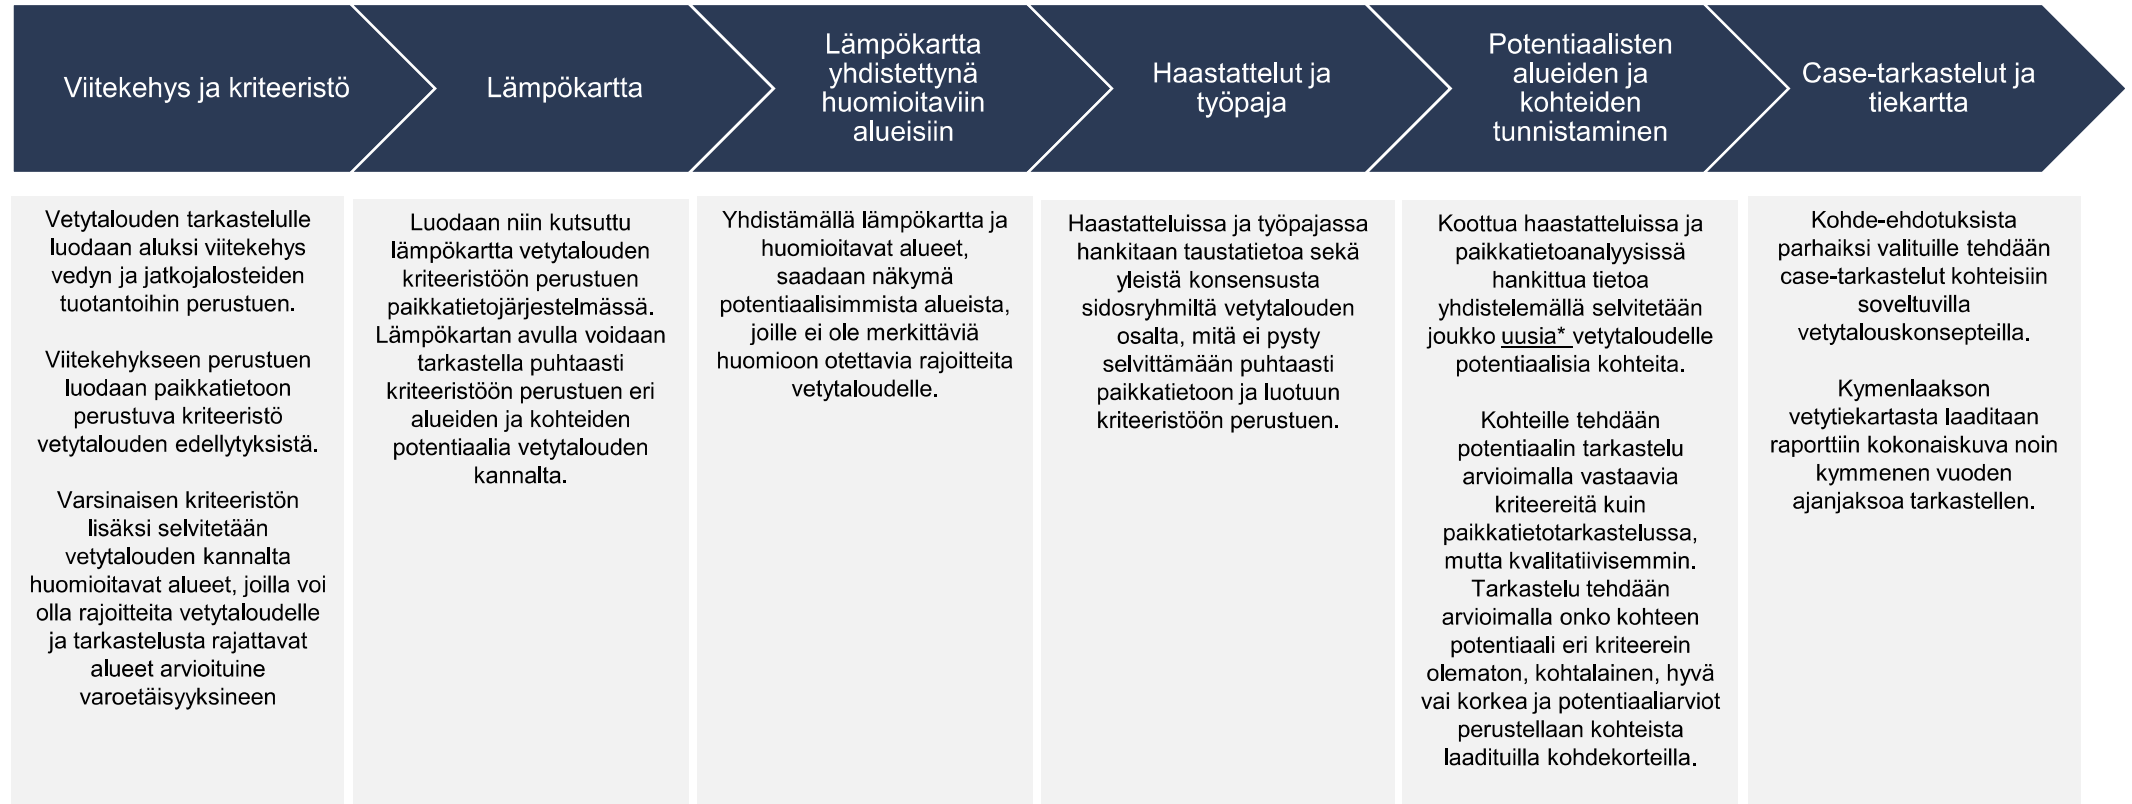 Viitekehys ja kriteeristö
Lämpökartta
Lämpökartta
yhdistettynä
huomioitaviin
alueisiin
Haastattelut ja
työpaja
Potentiaalisten
alueiden ja
kohteiden
tunnistaminen
Case-tarkastelut ja
tiekartta
Vetytalouden tarkastelulle
luodaan aluksi viitekehys
vedyn ja jatkojalosteiden
tuotantoihin perustuen.
Viitekehykseen perustuen
luodaan paikkatietoon
perustuva kriteeristö
vetytalouden edellytyksistä.
Varsinaisen kriteeristön
lisäksi selvitetään
vetytalouden kannalta
huomioitavat alueet, joilla voi
olla rajoitteita vetytaloudelle
ja tarkastelusta rajattavat
alueet arvioituine
varoetäisyyksineen
Luodaan niin kutsuttu
lämpökartta vetytalouden
kriteeristöön perustuen
paikkatietojärjestelmässä.
Lämpökartan avulla voidaan
tarkastella puhtaasti
kriteeristöön perustuen eri
alueiden ja kohteiden
potentiaalia vetytalouden
kannalta.
Yhdistämällä lämpökartta ja
huomioitavat alueet,
saadaan näkymä
potentiaalisimmista alueista,
joille ei ole merkittäviä
huomioon otettavia rajoitteita
vetytaloudelle.
Haastatteluissa ja työpajassa
hankitaan taustatietoa sekä
yleistä konsensusta
sidosryhmiltä vetytalouden
osalta, mitä ei pysty
selvittämään puhtaasti
paikkatietoon ja luotuun
kriteeristöön perustuen.
Koottua haastatteluissa ja
paikkatietoanalyysissä
hankittua tietoa
yhdistelemällä selvitetään
joukko uusia* vetytaloudelle
potentiaalisia kohteita.
Kohteille tehdään
potentiaalin tarkastelu
arvioimalla vastaavia
kriteereitä kuin
paikkatietotarkastelussa,
mutta kvalitatiivisemmin.
Tarkastelu tehdään
arvioimalla onko kohteen
potentiaali eri kriteerein
olematon, kohtalainen, hyvä
vai korkea ja potentiaaliarviot
perustellaan kohteista
laadituilla kohdekorteilla.
Kohde-ehdotuksista
parhaiksi valituille tehdään
case-tarkastelut kohteisiin
soveltuvilla
vetytalouskonsepteilla.
Kymenlaakson
vetytiekartasta laaditaan
raporttiin kokonaiskuva noin
kymmenen vuoden
ajanjaksoa tarkastellen.